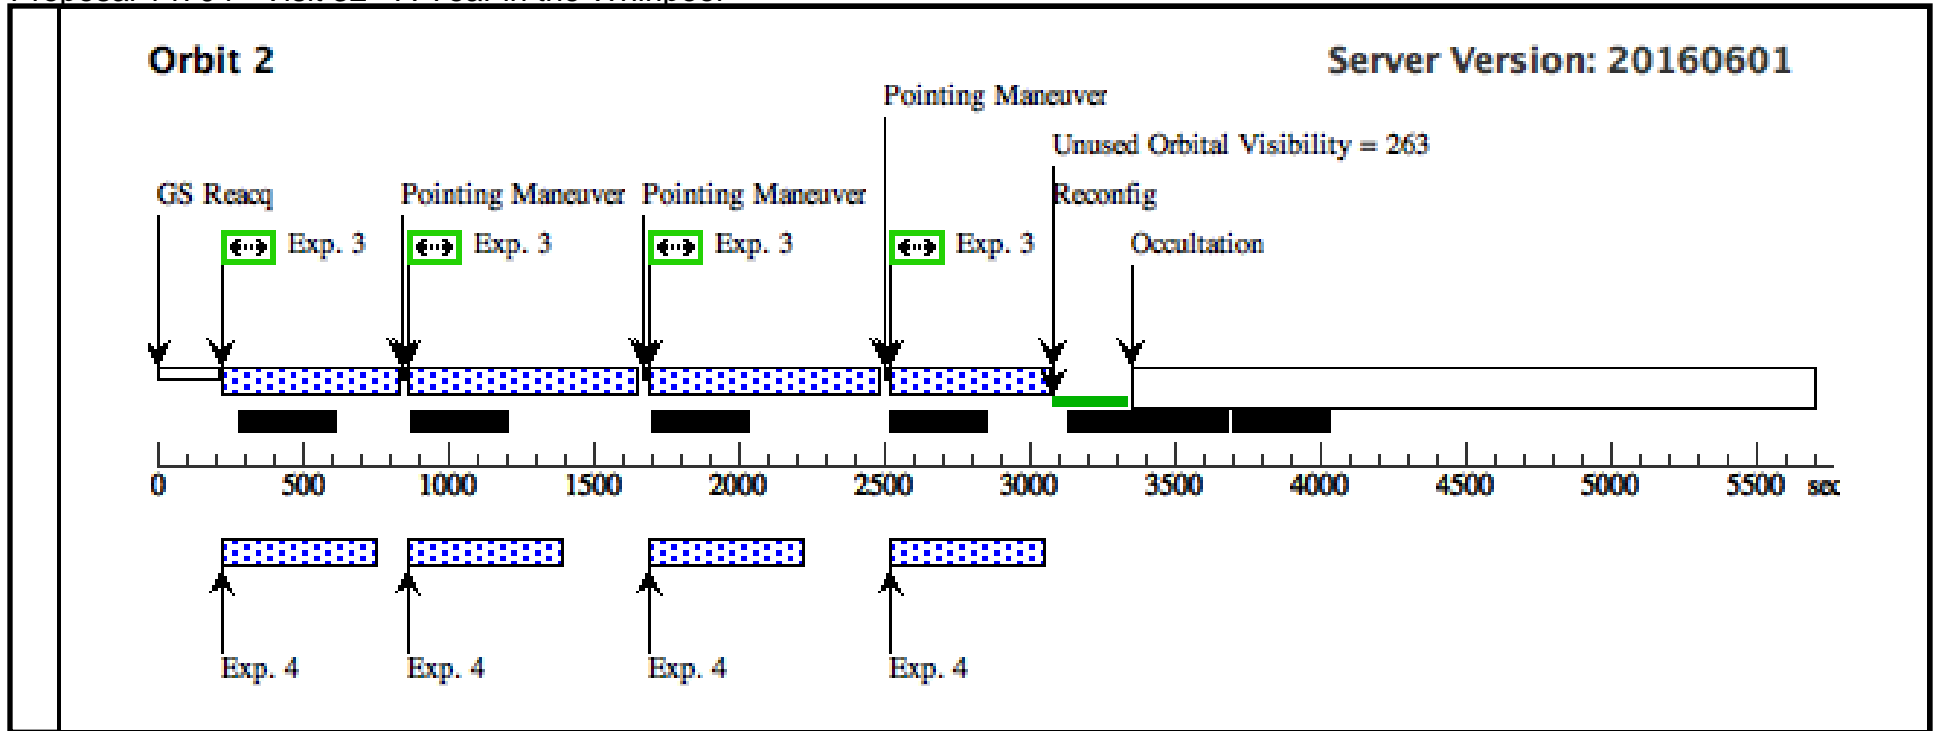 Orbit 2
Server Version: 20160601
Pointing Maneuver
Unused Orbital Visibility = 263
GS Reacq
Pointing Maneuver
Pointing Maneuver
Reconfig
Exp. 3
Exp. 3
Exp. 3
Exp. 3
Occultation
0 500 1000 1500 2000 2500 3000 3500 4000 4500 5000 5500 sec
Exp. 4
Exp. 4
Exp. 4
Exp. 4